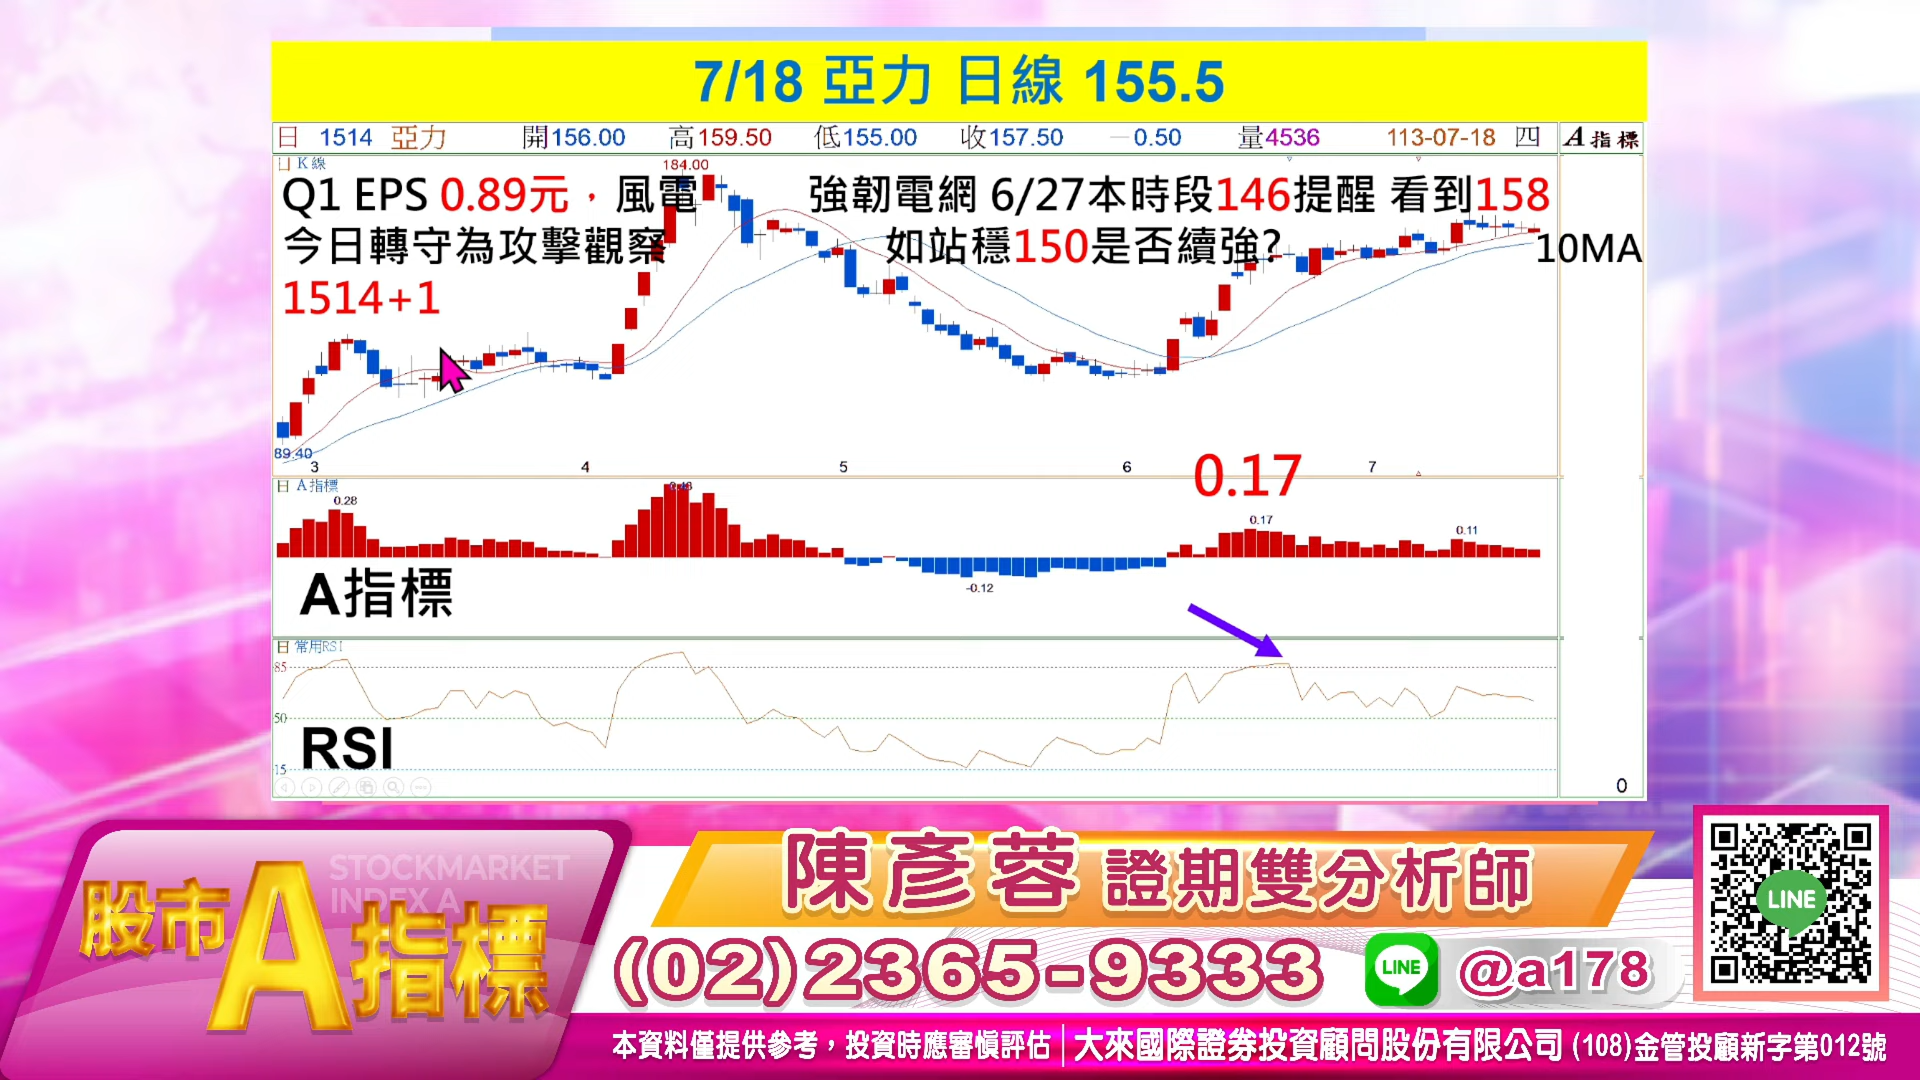 7/18 亞力 日線 155.5
日 1514 亞力 開156.00 高159.50 低155.00 收157.50 －0.50 量4536 113-07-18 四 A指標
日 K線
184.00
Q1 EPS 0.89元，風電 強韌電網 6/27本時段146提醒 看到158
今日轉守為攻擊觀察 如站穩150是否續強?
10MA
1514+1
89.40
3 4 5 6 7
0.17
日 A指標
0.28
0.17
0.11
-0.12
A指標
日 常用RSI
85
50
RSI
15
0
STOCKMARKET
INDEX A
股市A指標
陳彥蓉 證期雙分析師
(02)2365-9333
LINE @a178
LINE
本資料僅提供參考，投資時應審慎評估│大來國際證券投資顧問股份有限公司 (108)金管投顧新字第012號